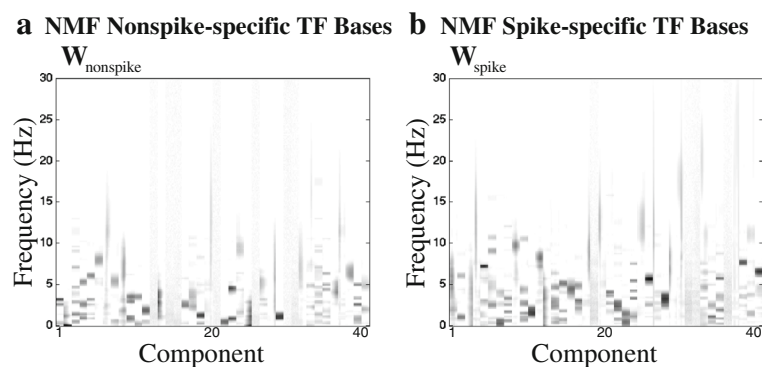 a NMF Nonspike-specific TF Bases
W nonspike
30
25
20
15
10
5
0
Frequency (Hz)
1
20
40
Component
b NMF Spike-specific TF Bases
W spike
30
25
20
15
10
5
0
Frequency (Hz)
1
20
40
Component